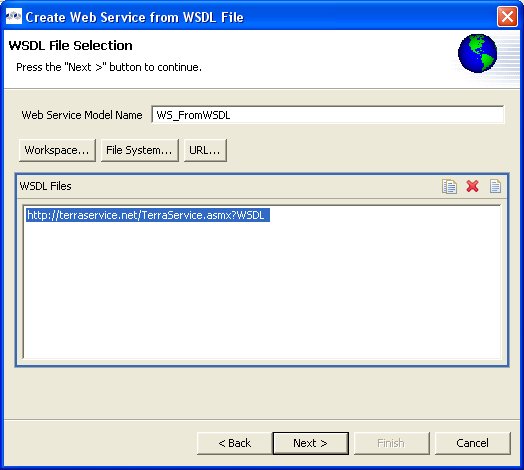 Create Web Service from WSDL File
WSDL File Selection
Press the "Next >" button to continue.
Web Service Model Name WS_FromWSDL
Workspace... File System... URL...
WSDL Files
http://terraservice.net/TerraService.asmx?WSDL
< Back Next > Finish Cancel